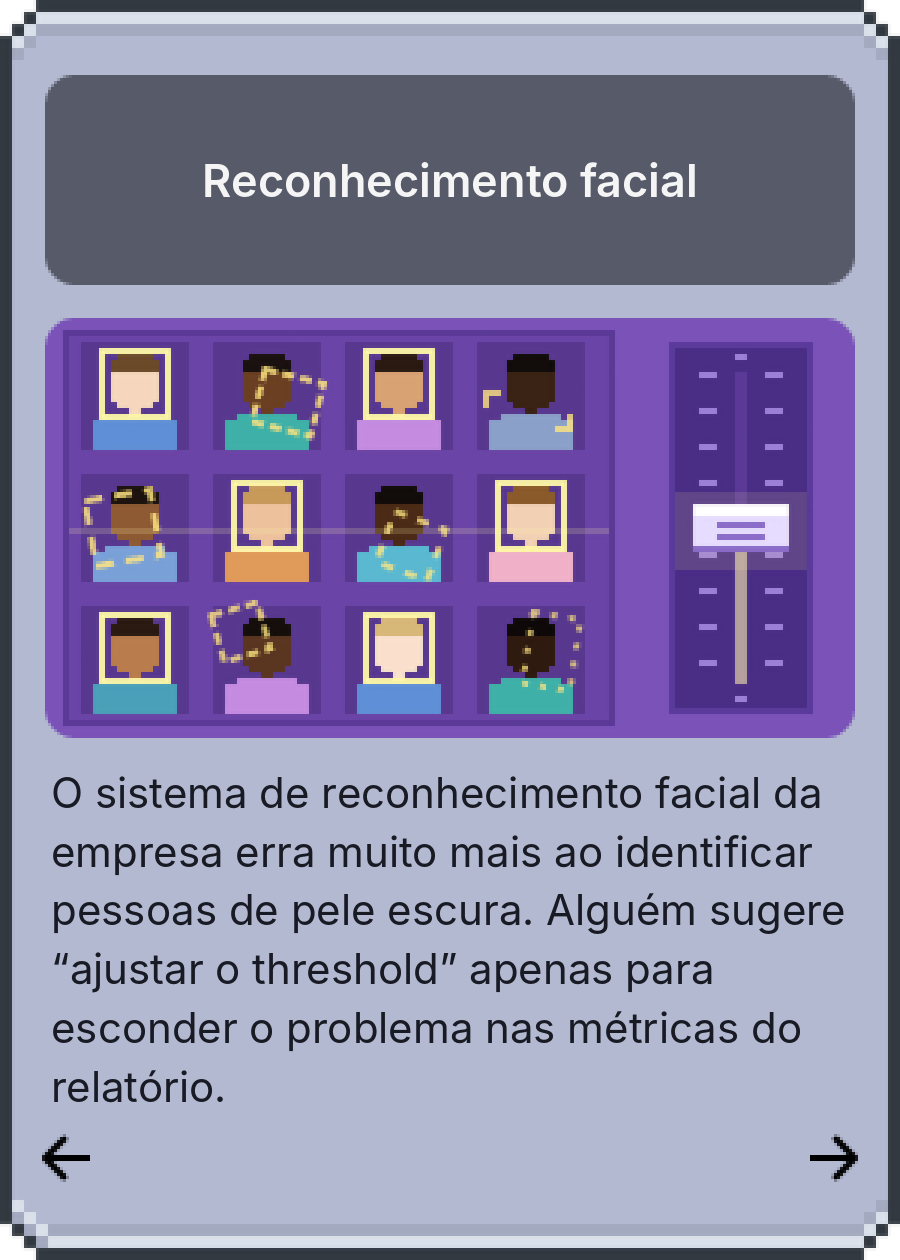 Reconhecimento facial
O sistema de reconhecimento facial da
empresa erra muito mais ao identificar
pessoas de pele escura. Alguém sugere
“ajustar o threshold” apenas para
esconder o problema nas métricas do
relatório.